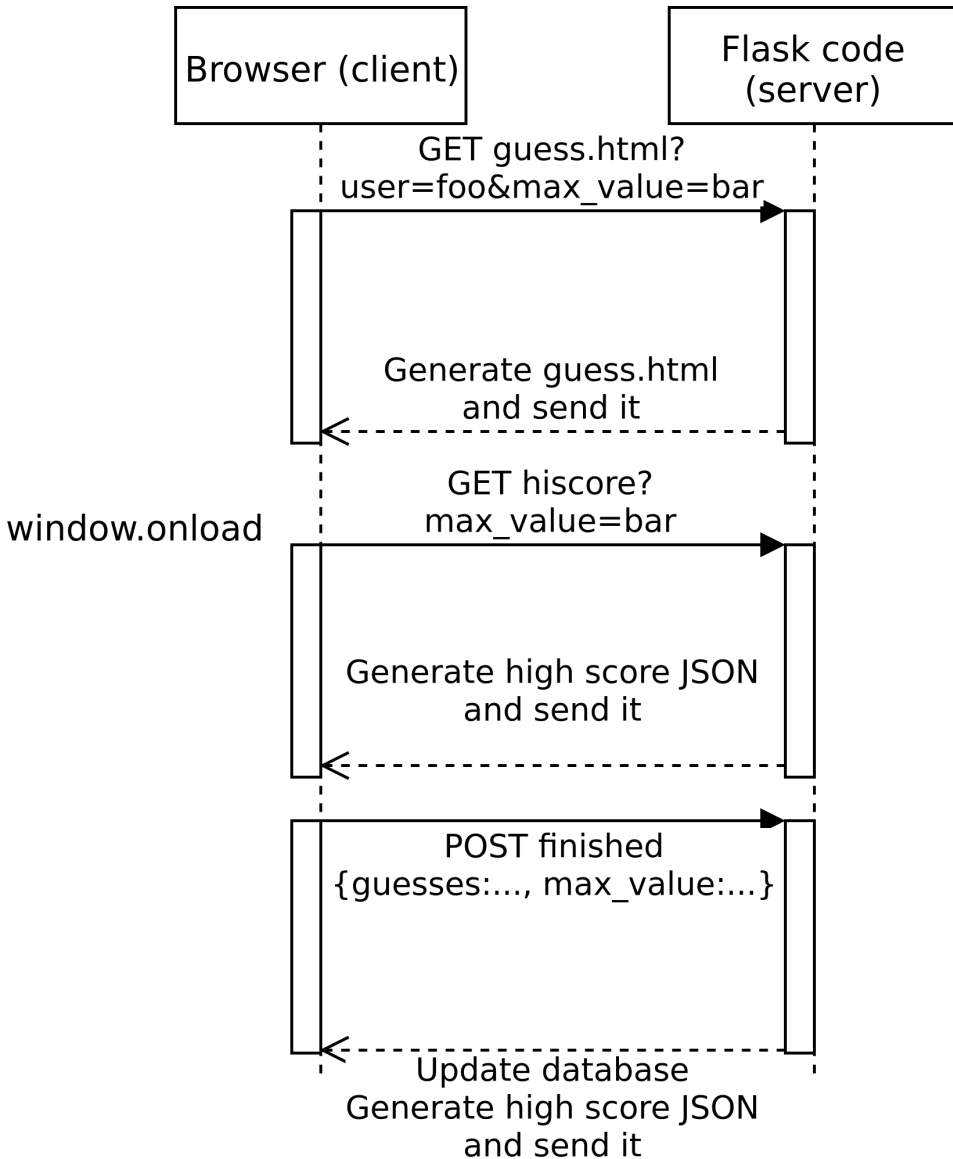 Browser (client)
Flask code
(server)
GET guess.html?
user=foo&max_value=bar
Generate guess.html
and send it
GET hiscore?
max_value=bar
window.onload
Generate high score JSON
and send it
POST finished
{guesses:..., max_value:...}
Update database
Generate high score JSON
and send it